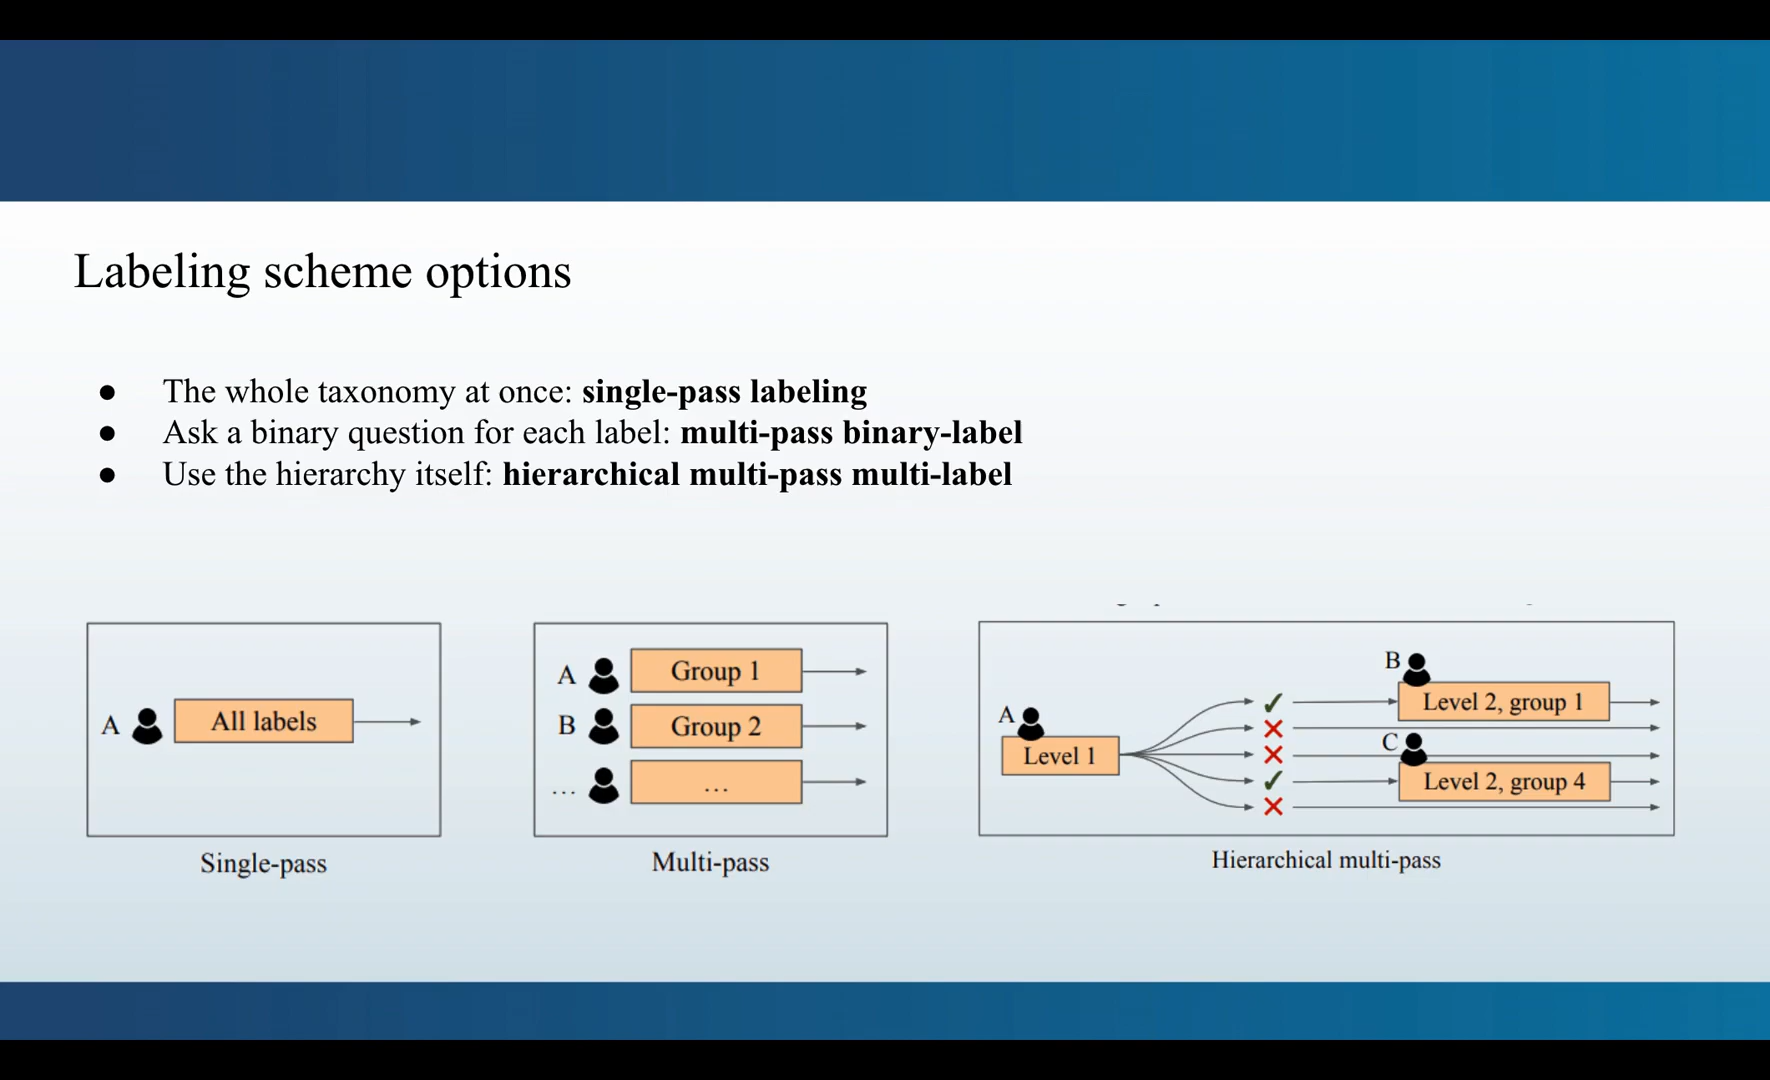 Labeling scheme options
● The whole taxonomy at once: single-pass labeling
● Ask a binary question for each label: multi-pass binary-label
● Use the hierarchy itself: hierarchical multi-pass multi-label
A All labels
Single-pass
A Group 1
B Group 2
... ...
Multi-pass
A
Level 1
B
Level 2, group 1
C
Level 2, group 4
Hierarchical multi-pass